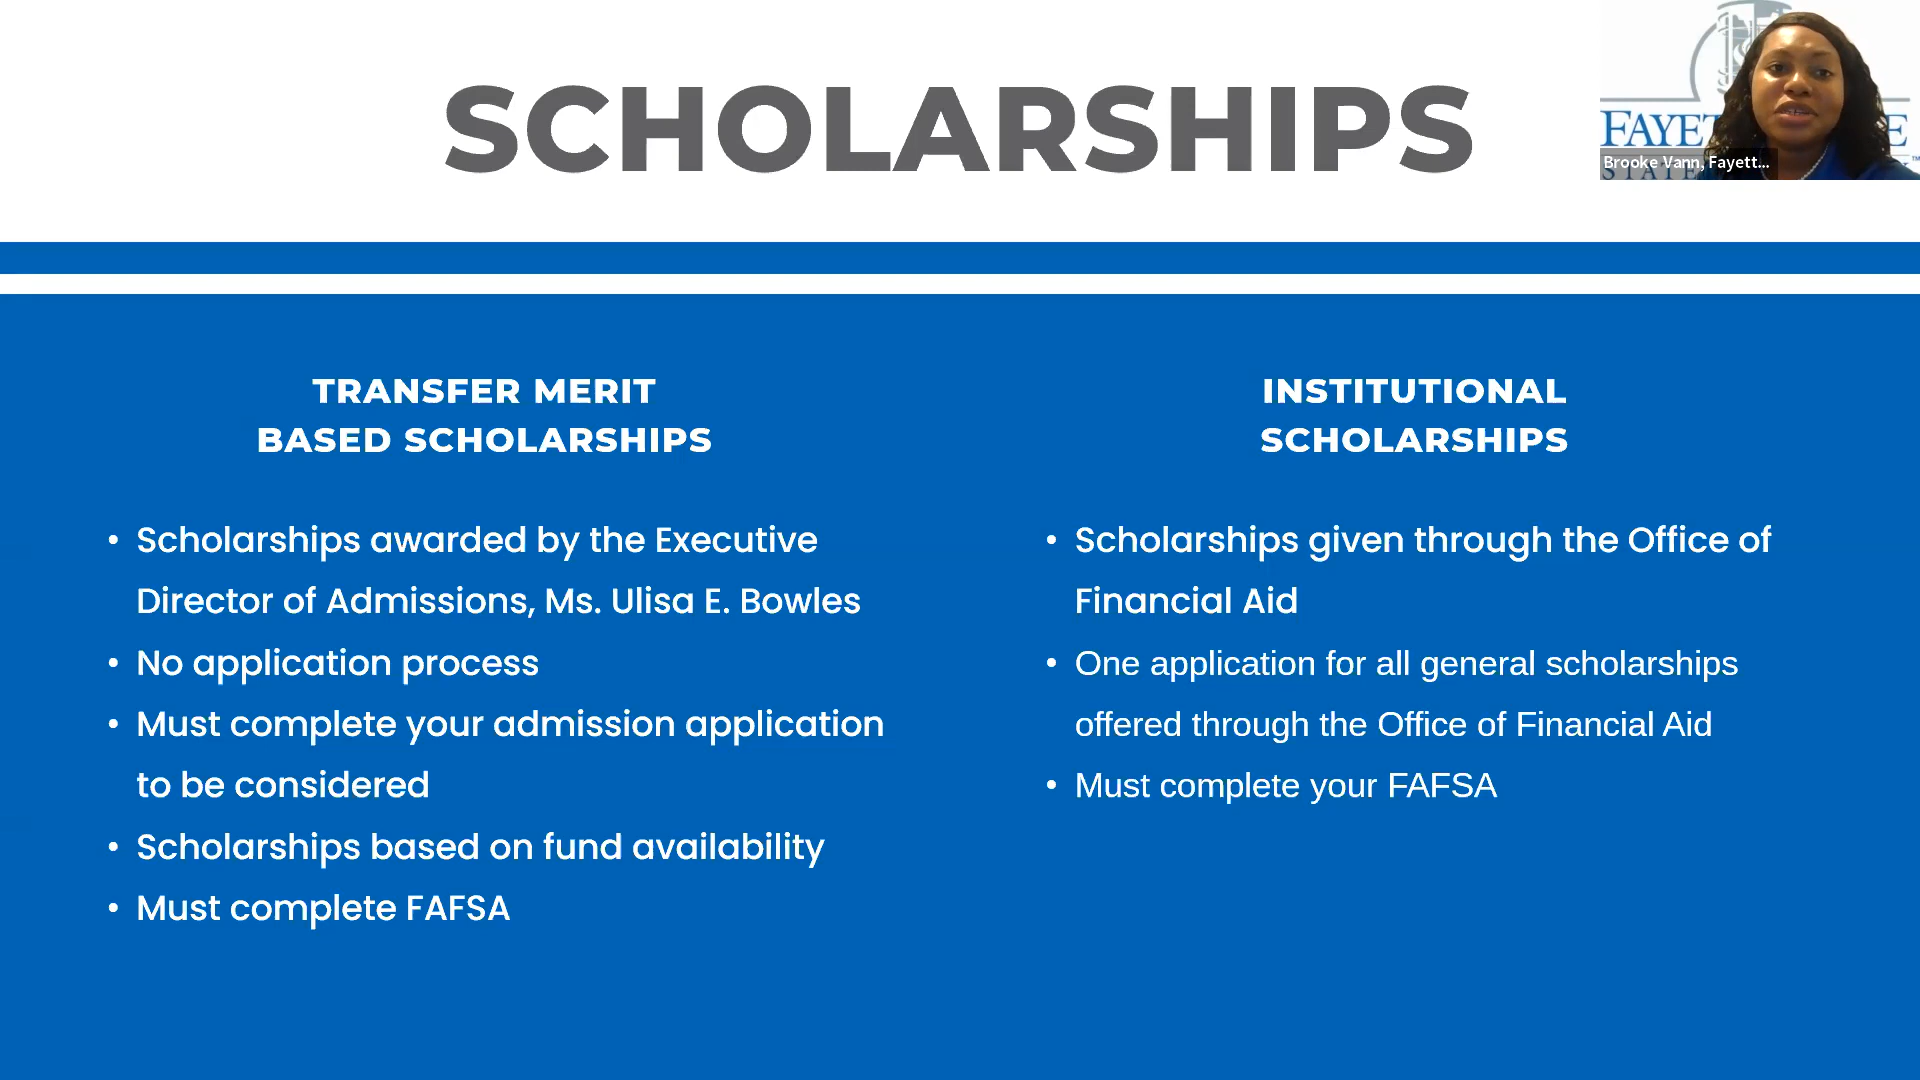 SCHOLARSHIPS
Brooke Vann, Fayett...
STATE
TRANSFER MERIT
BASED SCHOLARSHIPS
• Scholarships awarded by the Executive
Director of Admissions, Ms. Ulisa E. Bowles
• No application process
• Must complete your admission application
to be considered
• Scholarships based on fund availability
• Must complete FAFSA
INSTITUTIONAL
SCHOLARSHIPS
• Scholarships given through the Office of
Financial Aid
• One application for all general scholarships
offered through the Office of Financial Aid
• Must complete your FAFSA